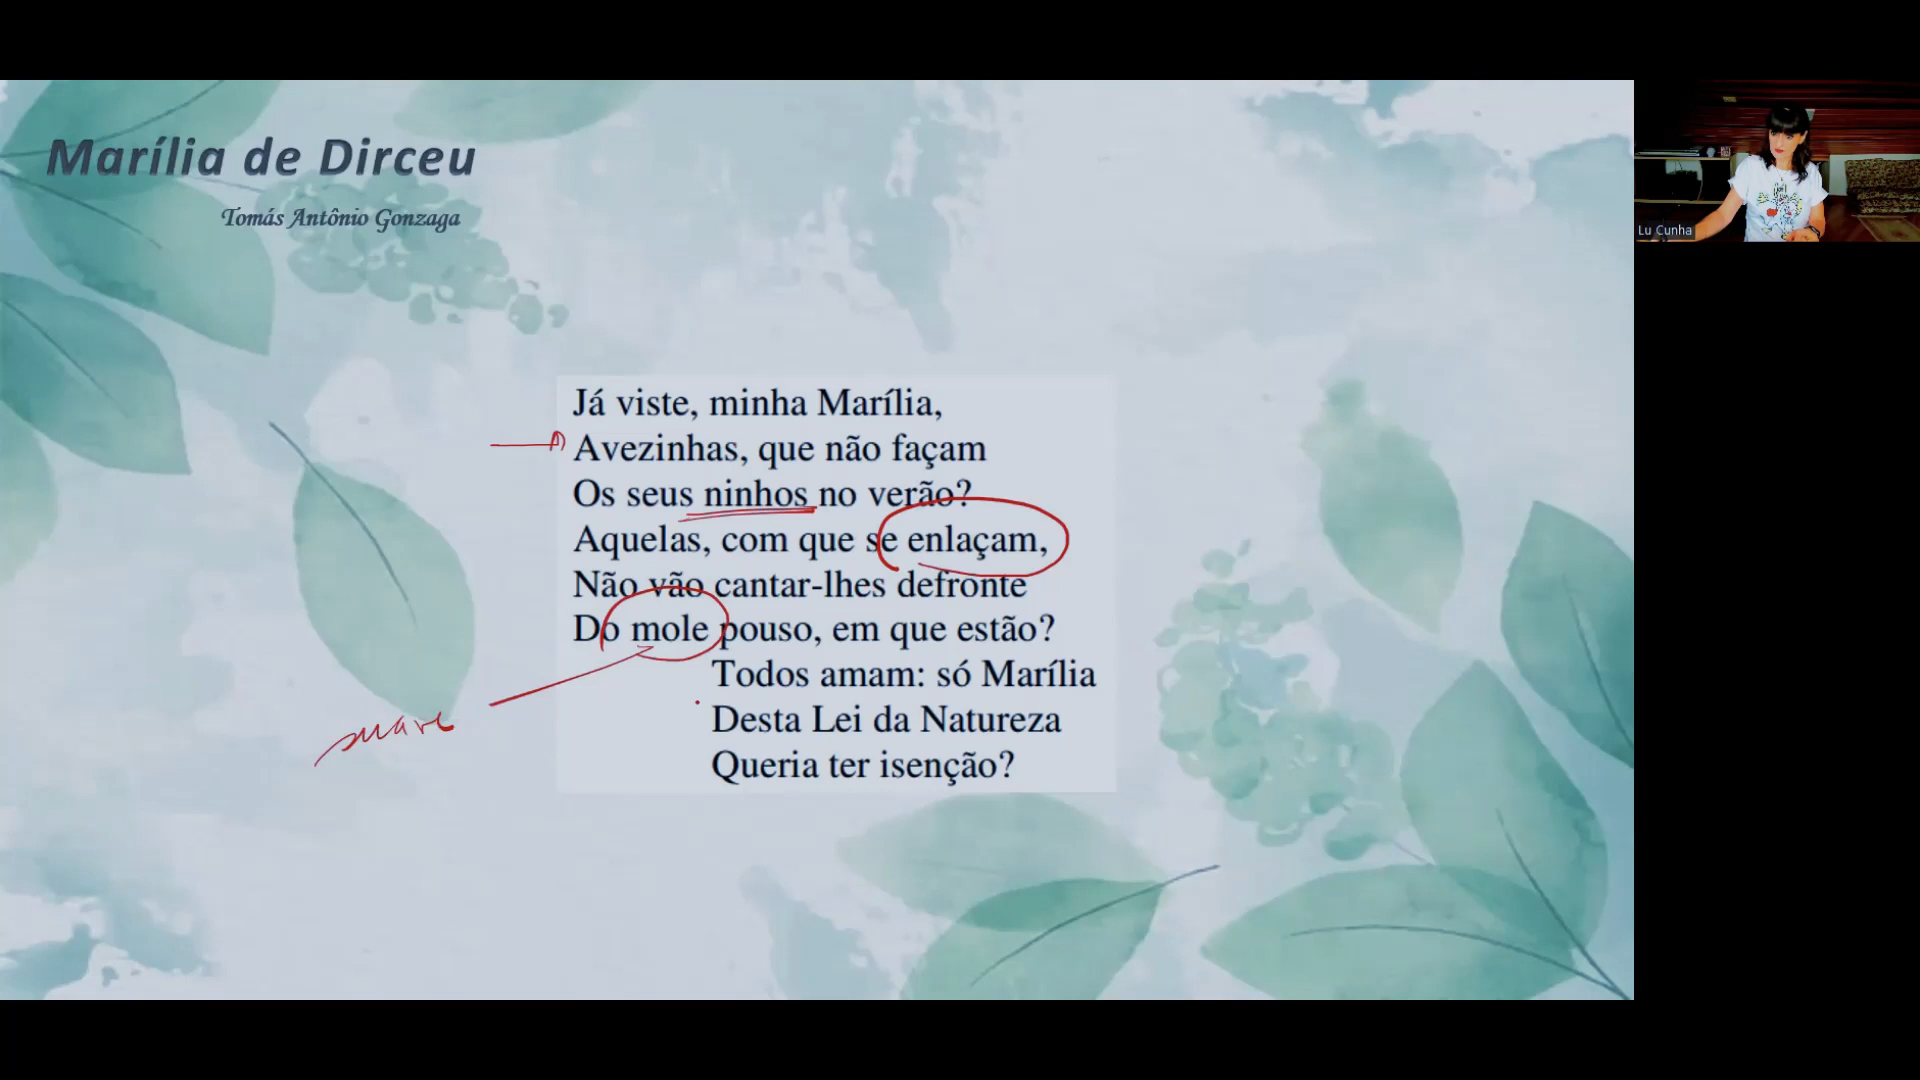 Marília de Dirceu
Tomás Antônio Gonzaga
Lu Cunha
Já viste, minha Marília,
Avezinhas, que não façam
Os seus ninhos no verão?
Aquelas, com que se enlaçam,
Não vão cantar-lhes defronte
Do mole pouso, em que estão?
Todos amam: só Marília
Desta Lei da Natureza
Queria ter isenção?
suave